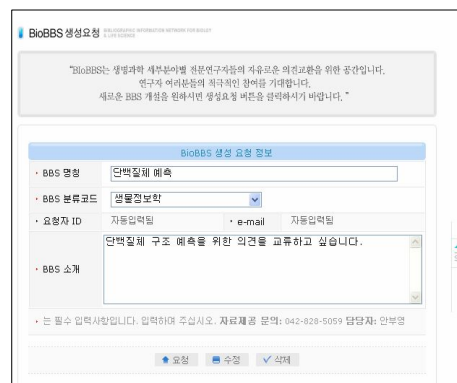 BioBBS 생성요청 BIBLIOGRAPHIC INFORMATION NETWORK FOR BIOLOGY
& LIFE SCIENCE
"BIoBBS는 생명과학 세부분야별 전문연구자들의 자유로운 의견교환을 위한 공간입니다.
연구자 여러분들의 적극적인 참여를 기대합니다.
새로운 BBS 개설을 원하시면 생성요청 버튼을 클릭하시기 바랍니다. "
BioBBS 생성 요청 정보
BBS 명칭 단백질체 예측
BBS 분류코드 생물정보학
요청자 ID 자동입력됨 e-mail 자동입력됨
BBS 소개 단백질체 구조 예측을 위한 의견을 교류하고 싶습니다.
는 필수 입력사항입니다. 입력하여 주십시오. 자료제공 문의: 042-828-5059 담당자: 안부영
요청 수정 삭제